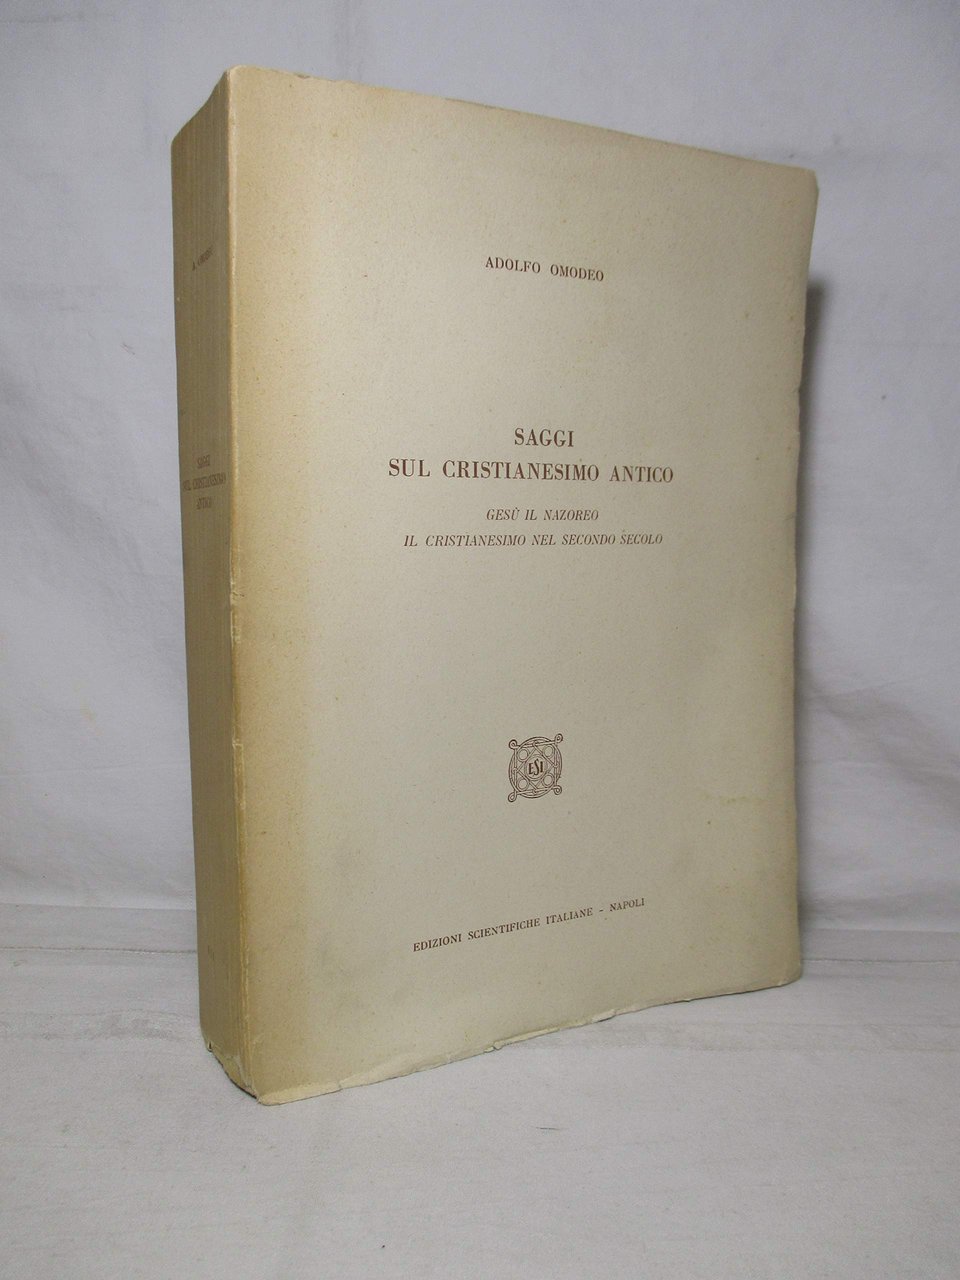 ADOLFO OMODEO
SAGGI
SUL CRISTIANESIMO ANTICO
GESÙ IL NAZOREO
IL CRISTIANESIMO NEL SECONDO SECOLO
ESI
EDIZIONI SCIENTIFICHE ITALIANE - NAPOLI
A. OMODEO
SAGGI
SUL CRISTIANESIMO
ANTICO